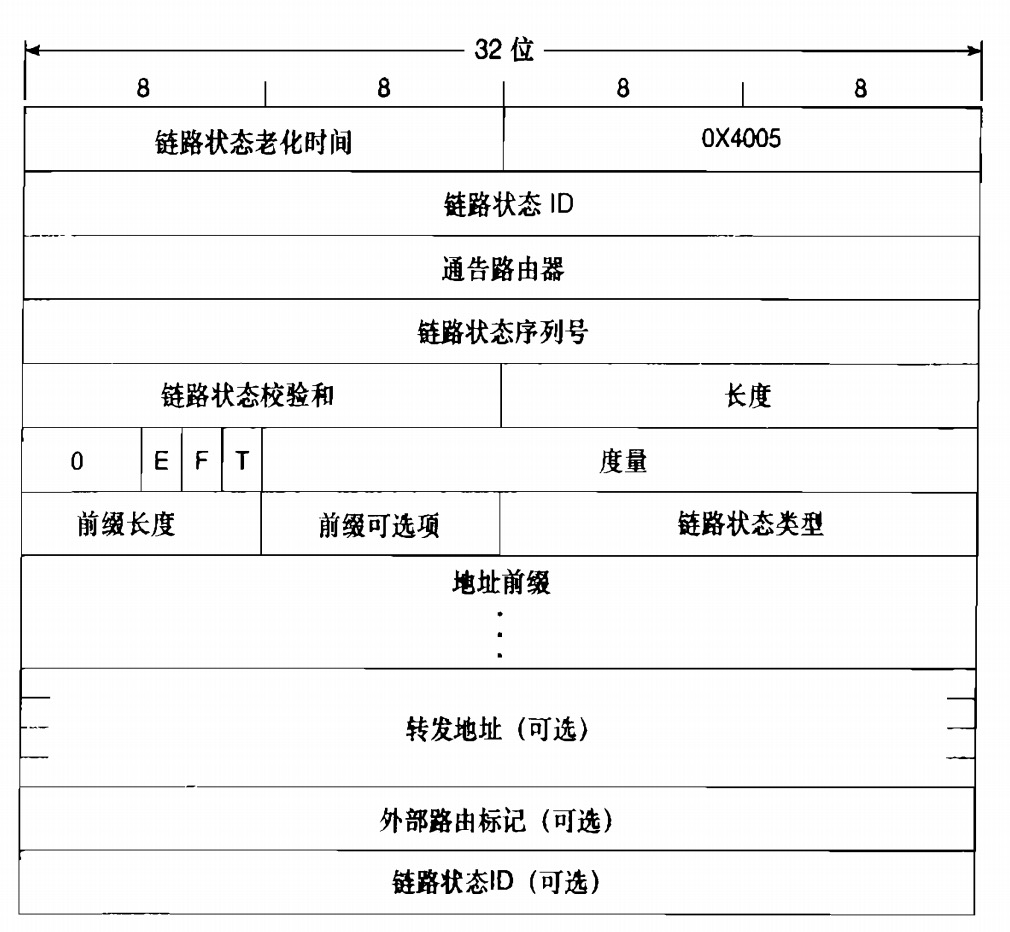 32 位
8 8 8 8
链路状态老化时间 0X4005
链路状态 ID
通告路由器
链路状态序列号
链路状态校验和 长度
0 E F T 度量
前缀长度 前缀可选项 链路状态类型
地址前缀
转发地址（可选）
外部路由标记（可选）
链路状态ID（可选）